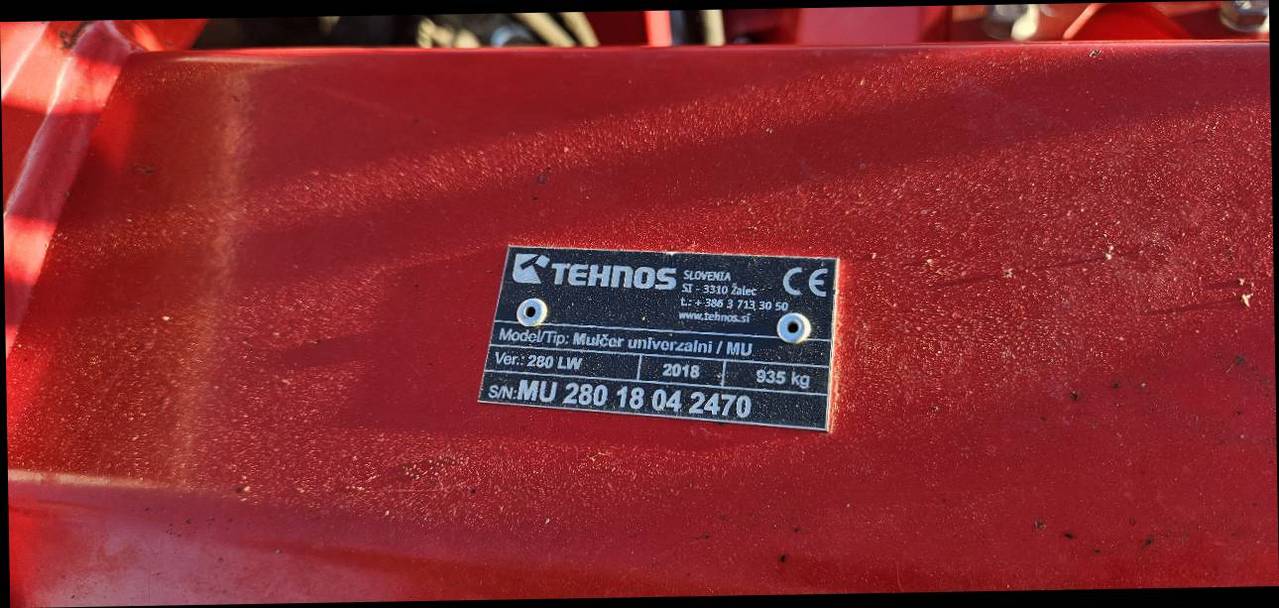 TEHNOS
SLOVENIA
SI - 3310 Žalec
t.: + 386 3 713 30 50
www.tehnos.si
CE
Model/Tip: Mulčer univerzalni / MU
Ver.: 280 LW 2018 935 kg
S/N: MU 280 18 04 2470